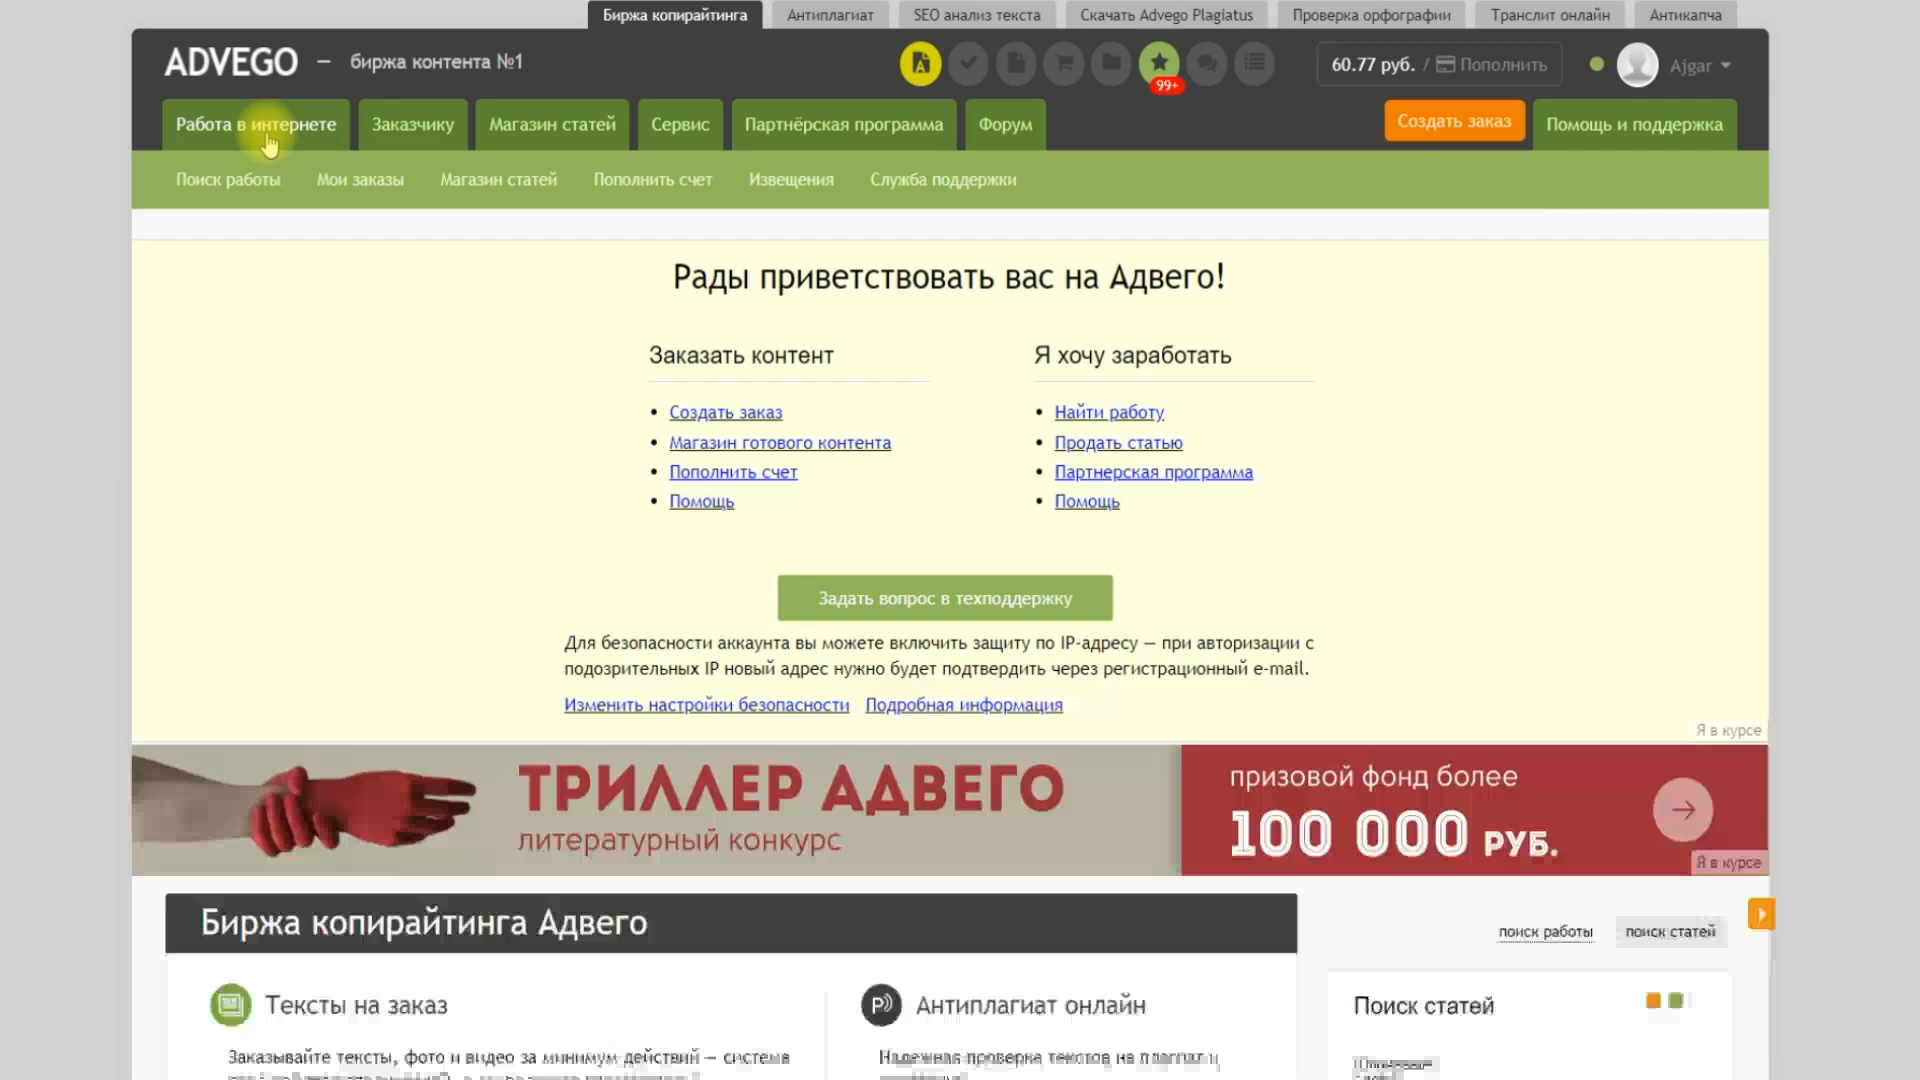 Биржа копирайтинга
Антиплагиат
SEO анализ текста
Скачать Advego Plagiatus
Проверка орфографии
Транслит онлайн
Антикапча
ADVEGO – биржа контента №1
99+
60.77 руб. / Пополнить
Ajgar
Работа в интернете
Заказчику
Магазин статей
Сервис
Партнёрская программа
Форум
Создать заказ
Помощь и поддержка
Поиск работы
Мои заказы
Магазин статей
Пополнить счет
Извещения
Служба поддержки
Рады приветствовать вас на Адвего!
Заказать контент
• Создать заказ
• Магазин готового контента
• Пополнить счет
• Помощь
Я хочу заработать
• Найти работу
• Продать статью
• Партнерская программа
• Помощь
Задать вопрос в техподдержку
Для безопасности аккаунта вы можете включить защиту по IP-адресу — при авторизации с
подозрительных IP новый адрес нужно будет подтвердить через регистрационный e-mail.
Изменить настройки безопасности Подробная информация
Я в курсе
ТРИЛЛЕР АДВЕГО
литературный конкурс
призовой фонд более
100 000 РУБ.
Я в курсе
Биржа копирайтинга Адвего
поиск работы
поиск статей
Тексты на заказ
Заказывайте тексты, фото и видео за минимум действий — система
Антиплагиат онлайн
Надежная проверка текстов на плагиат и
Поиск статей